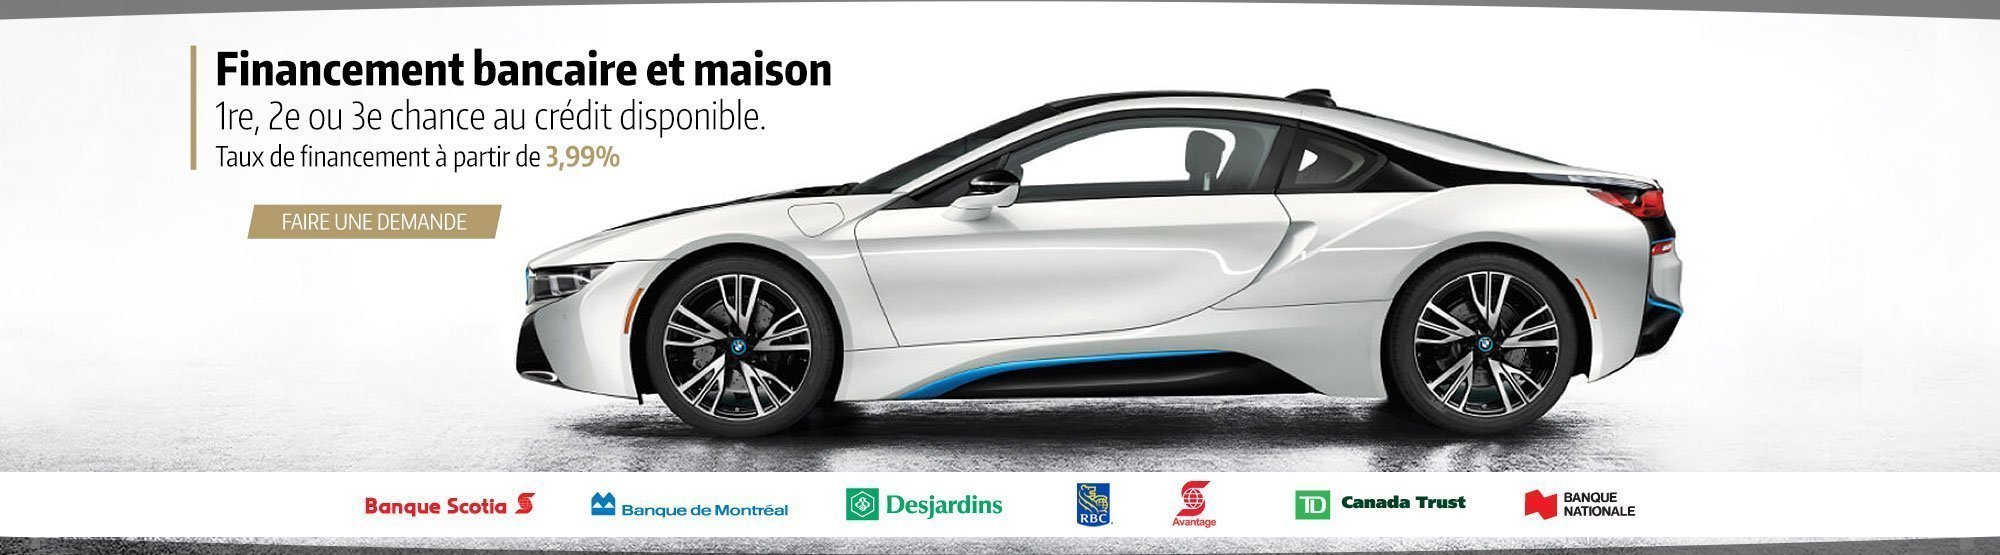 Financement bancaire et maison
1re, 2e ou 3e chance au crédit disponible.
Taux de financement à partir de 3,99%
FAIRE UNE DEMANDE
Banque Scotia
Banque de Montréal
Desjardins
RBC
Avantage
TD Canada Trust
BANQUE
NATIONALE